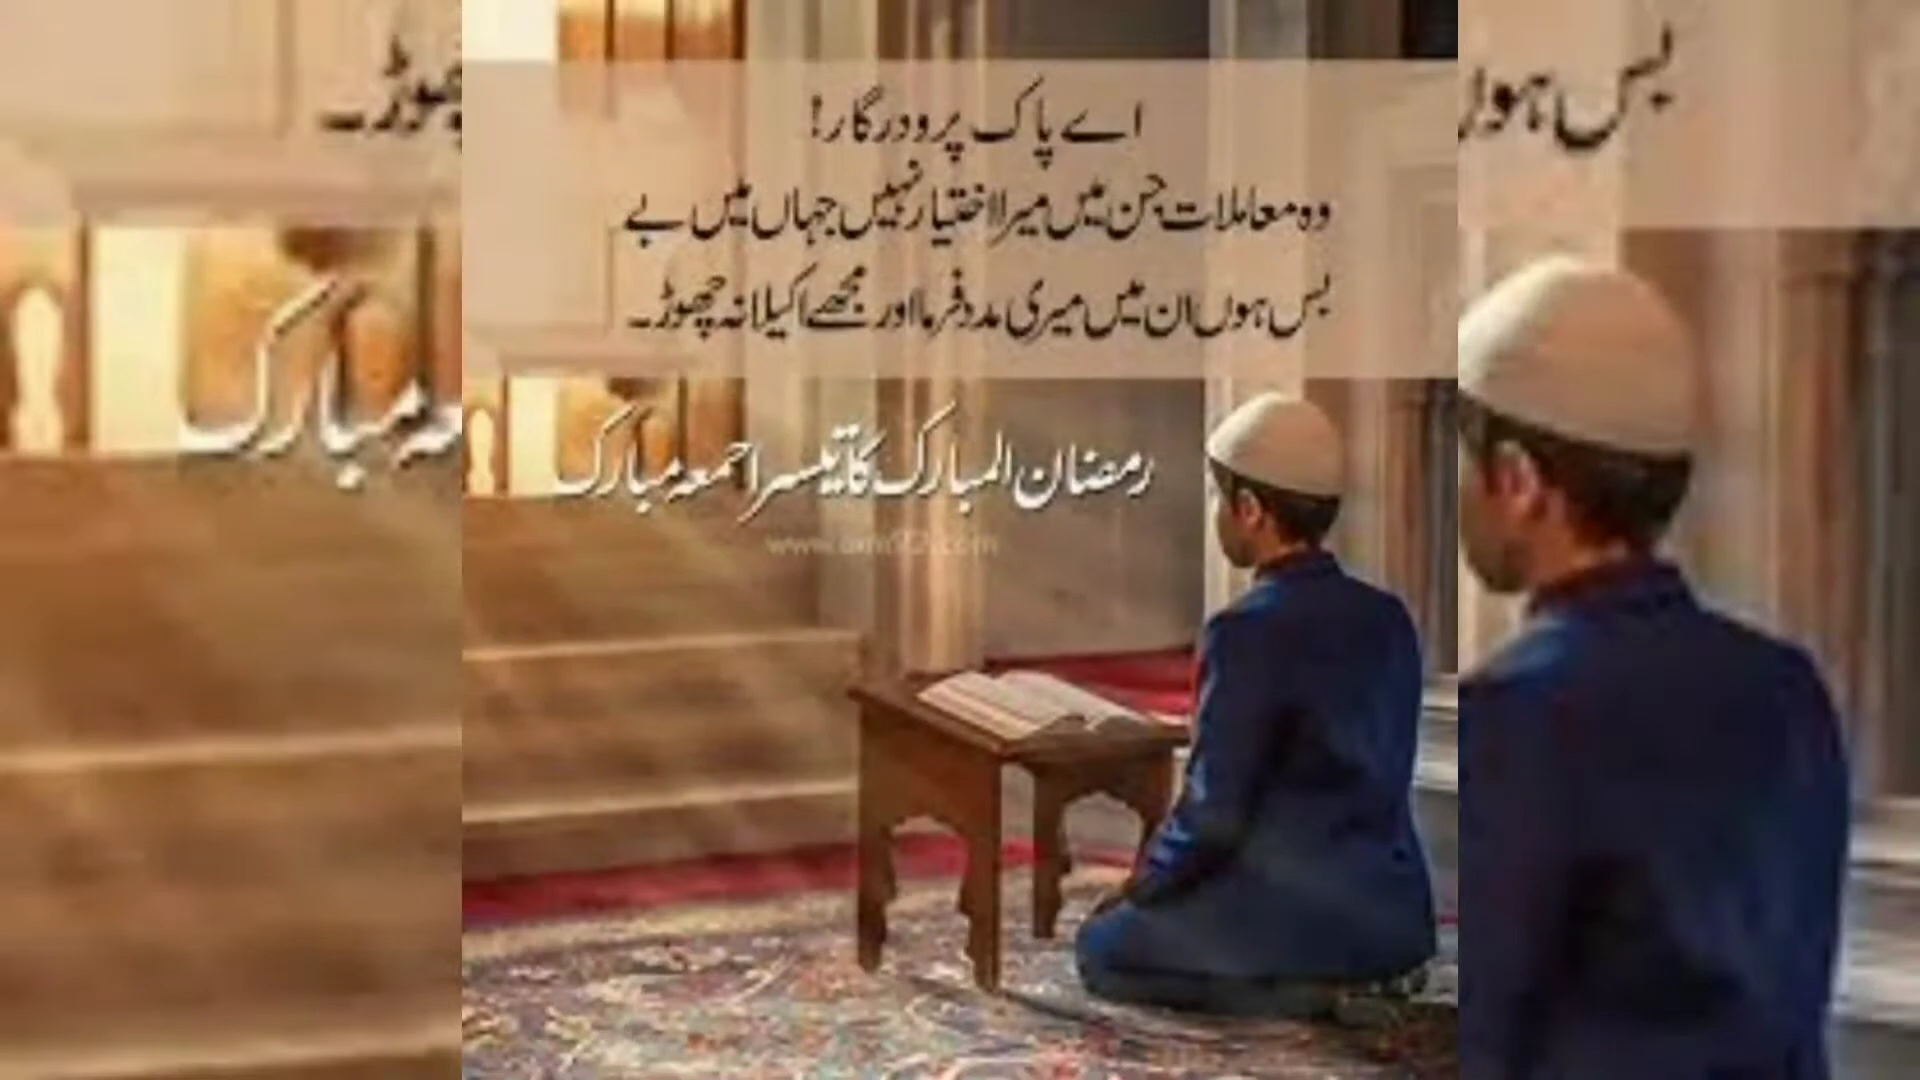 اے پاک پروردگار!
وہ معاملات جن میں میرا اختیار نہیں جہاں میں بے
بس ہوں ان میں میری مدد فرما اور مجھے اکیلا نہ چھوڑ۔
رمضان المبارک کا تیسرا جمعہ مبارک